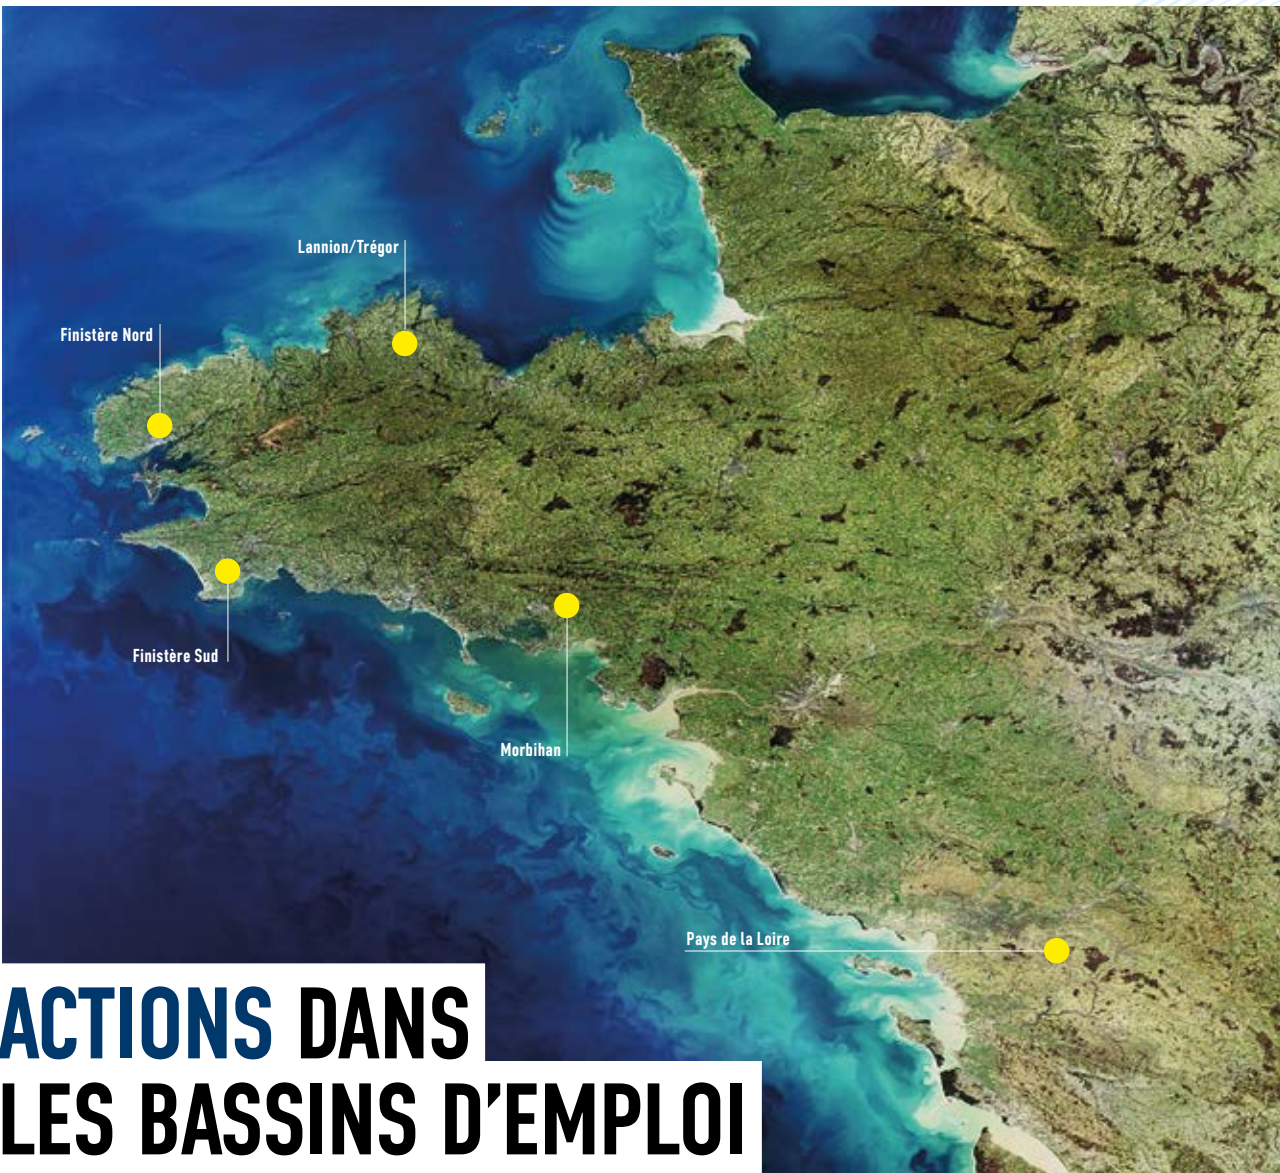 Lannion/Trégor
Finistère Nord
Finistère Sud
Morbihan
Pays de la Loire
ACTIONS DANS
LES BASSINS D'EMPLOI